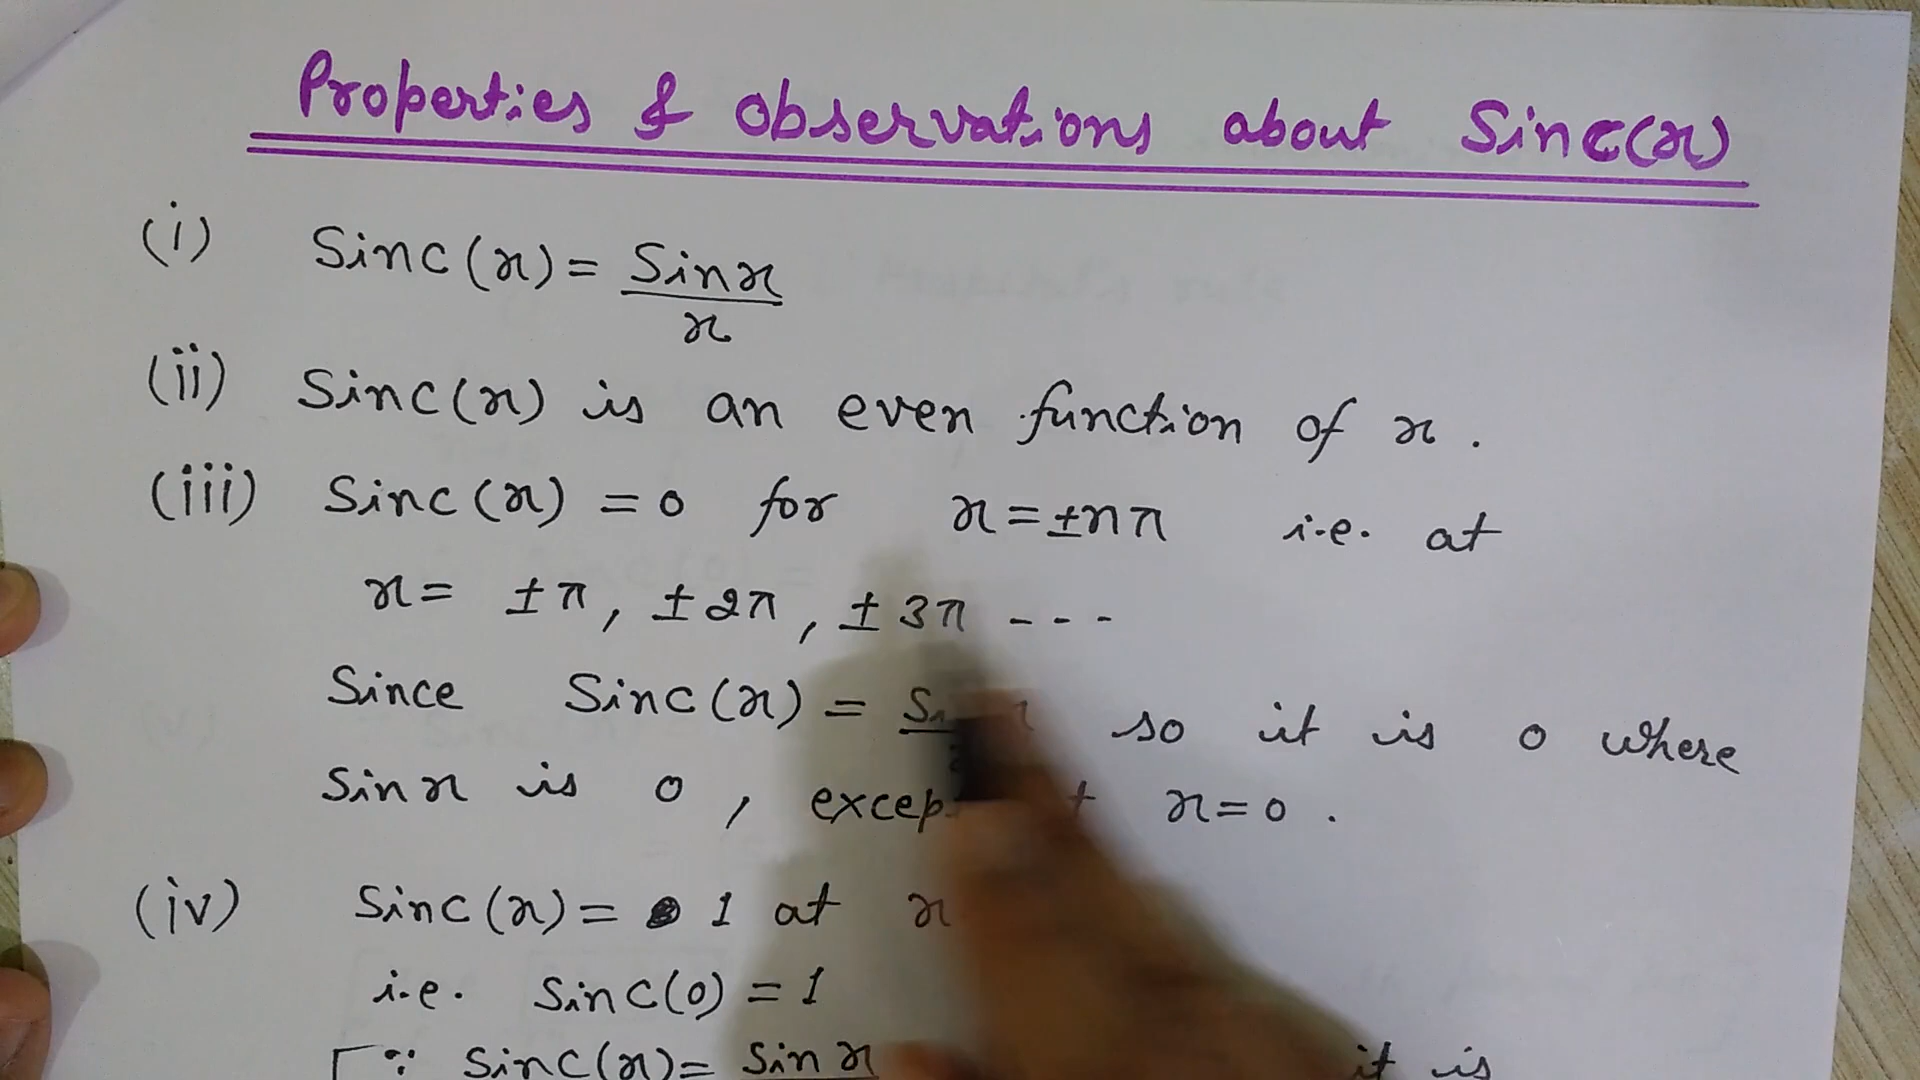 Properties & observations about Sinc(x)
(i) Sinc(x) = Sinx/x
(ii) Sinc(x) is an even function of x.
(iii) Sinc(x) = 0 for x = ±nπ i.e. at
x = ±π, ±2π, ±3π ----
Since Sinc(x) = so it is 0 where
Sinx is 0, x=0.
(iv) Sinc(x) = 1 at x
i.e. Sinc(0) = 1
[∵ Sinc(x) = Sinx it is